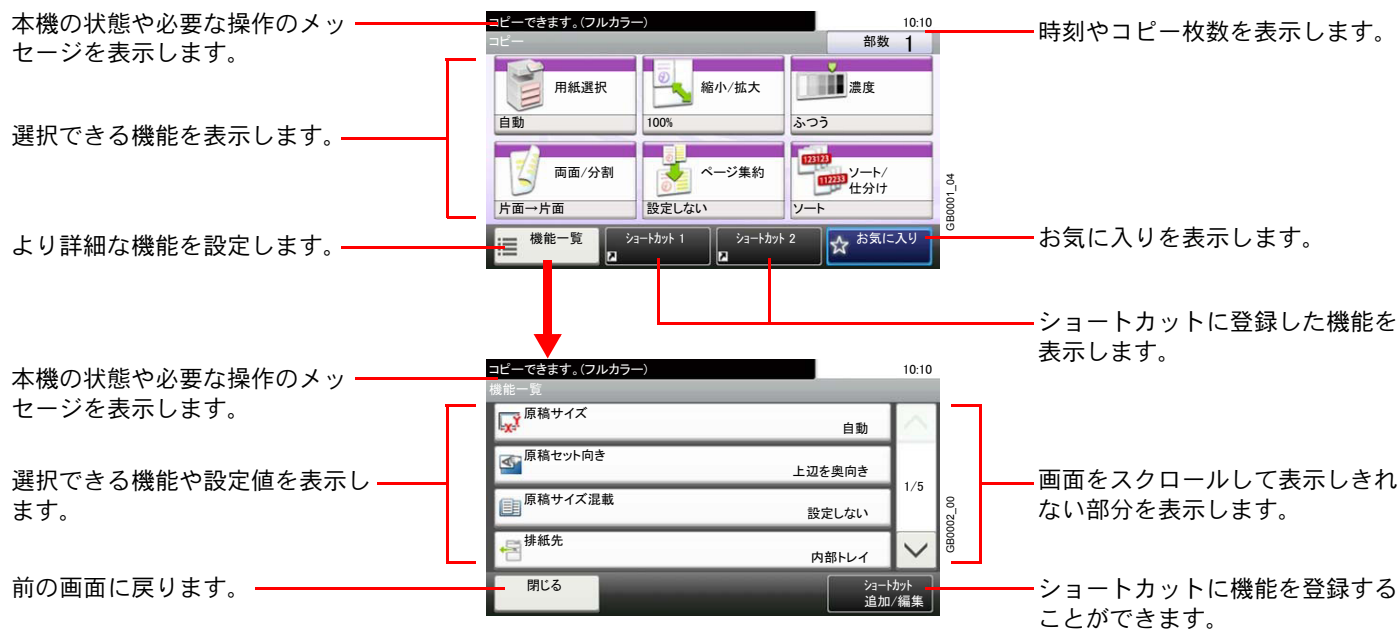 本機の状態や必要な操作のメッ
セージを表示します。
選択できる機能を表示します。
より詳細な機能を設定します。
コピーできます。(フルカラー)
10:10
コピー
部数 1
用紙選択
自動
縮小/拡大
100%
濃度
ふつう
両面/分割
片面→片面
ページ集約
設定しない
123123
112233
ソート/
仕分け
ソート
機能一覧
ショートカット 1
ショートカット 2
お気に入り
GB0001_04
時刻やコピー枚数を表示します。
お気に入りを表示します。
ショートカットに登録した機能を
表示します。
本機の状態や必要な操作のメッ
セージを表示します。
選択できる機能や設定値を表示し
ます。
前の画面に戻ります。
コピーできます。(フルカラー)
10:10
機能一覧
原稿サイズ
自動
原稿セット向き
上辺を奥向き
原稿サイズ混載
設定しない
排紙先
内部トレイ
1/5
閉じる
ショートカット
追加/編集
GB0002_00
画面をスクロールして表示しきれ
ない部分を表示します。
ショートカットに機能を登録する
ことができます。